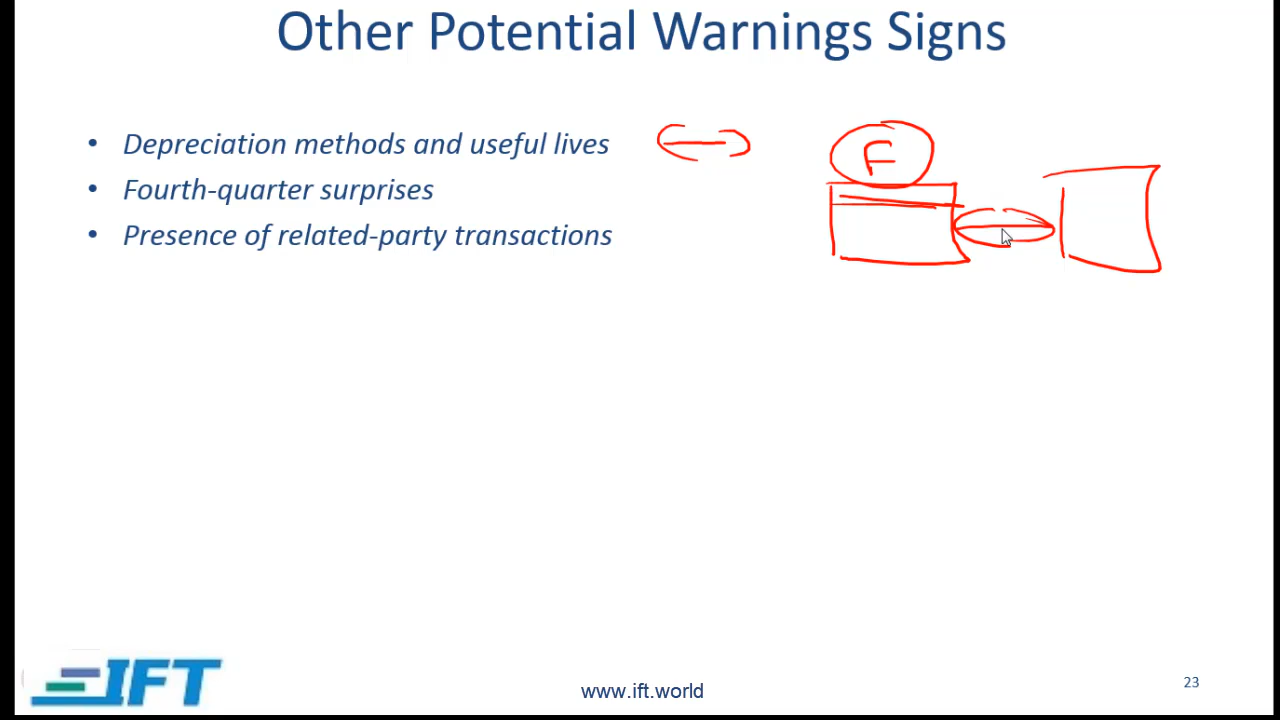 Other Potential Warnings Signs
• Depreciation methods and useful lives
• Fourth-quarter surprises
• Presence of related-party transactions
F
IFT
www.ift.world
23